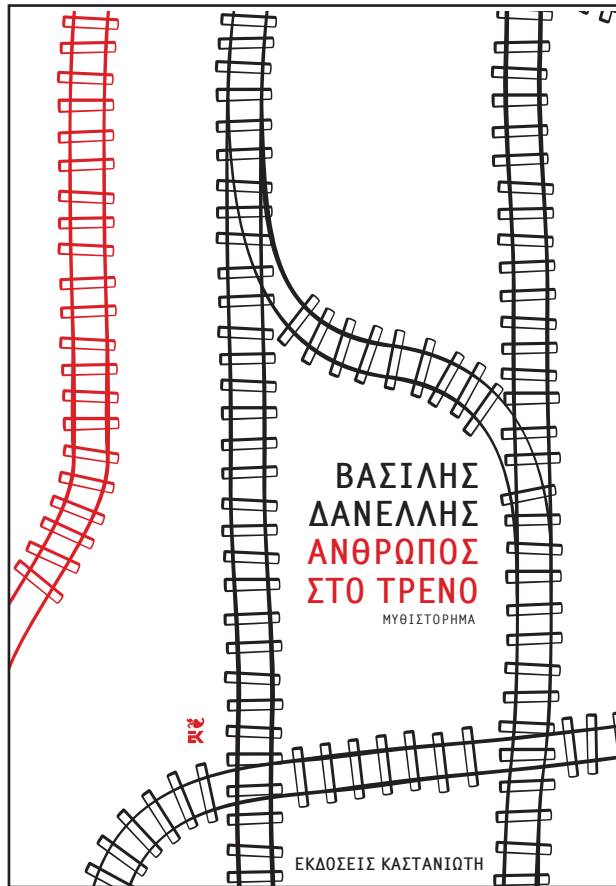 ΒΑΣΙΛΗΣ
ΔΑΝΕΛΛΗΣ
ΑΝΘΡΩΠΟΣ
ΣΤΟ ΤΡΕΝΟ
ΜΥΘΙΣΤΟΡΗΜΑ
ΕΚΔΟΣΕΙΣ ΚΑΣΤΑΝΙΩΤΗ